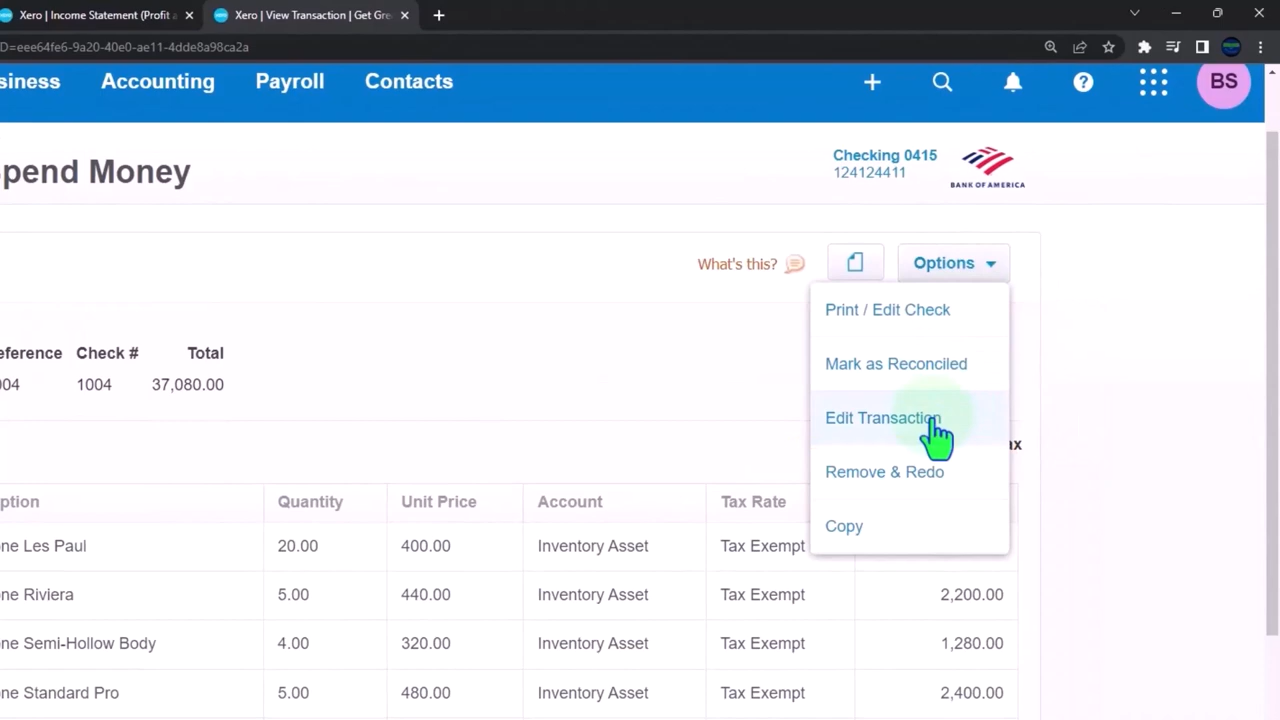 Xero | Income Statement (Profit a
Xero | View Transaction | Get Gre
D=eee64fe6-9a20-40e0-ae11-4dde8a98ca2a
siness Accounting Payroll Contacts
BS
pend Money
Checking 0415
124124411
BANK OF AMERICA
What's this?
Options
Print / Edit Check
Mark as Reconciled
Edit Transaction
Remove & Redo
Copy
eference Check # Total
004 1004 37,080.00
ax
ption Quantity Unit Price Account Tax Rate
ne Les Paul 20.00 400.00 Inventory Asset Tax Exempt
ne Riviera 5.00 440.00 Inventory Asset Tax Exempt 2,200.00
ne Semi-Hollow Body 4.00 320.00 Inventory Asset Tax Exempt 1,280.00
ne Standard Pro 5.00 480.00 Inventory Asset Tax Exempt 2,400.00